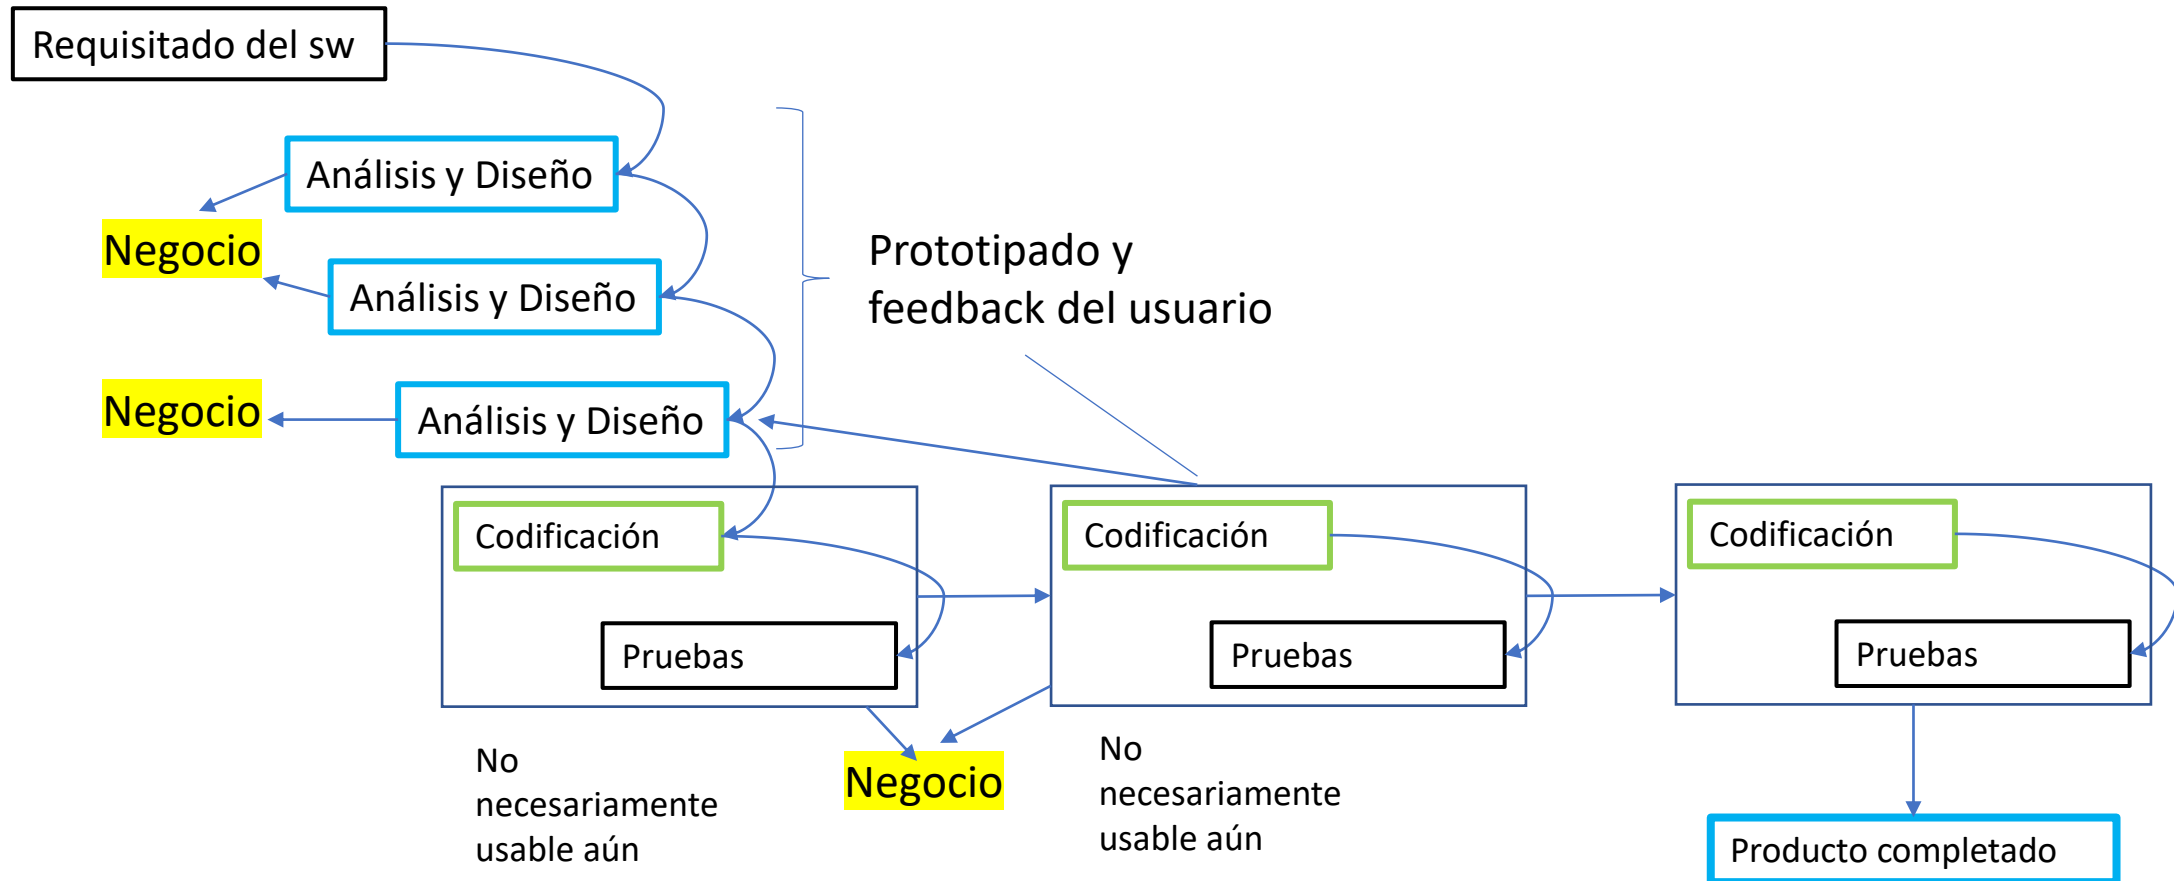 Requisitado del sw
Análisis y Diseño
Negocio
Análisis y Diseño
Prototipado y
feedback del usuario
Negocio
Análisis y Diseño
Codificación
Pruebas
Codificación
Pruebas
Codificación
Pruebas
No
necesariamente
usable aún
Negocio
No
necesariamente
usable aún
Producto completado